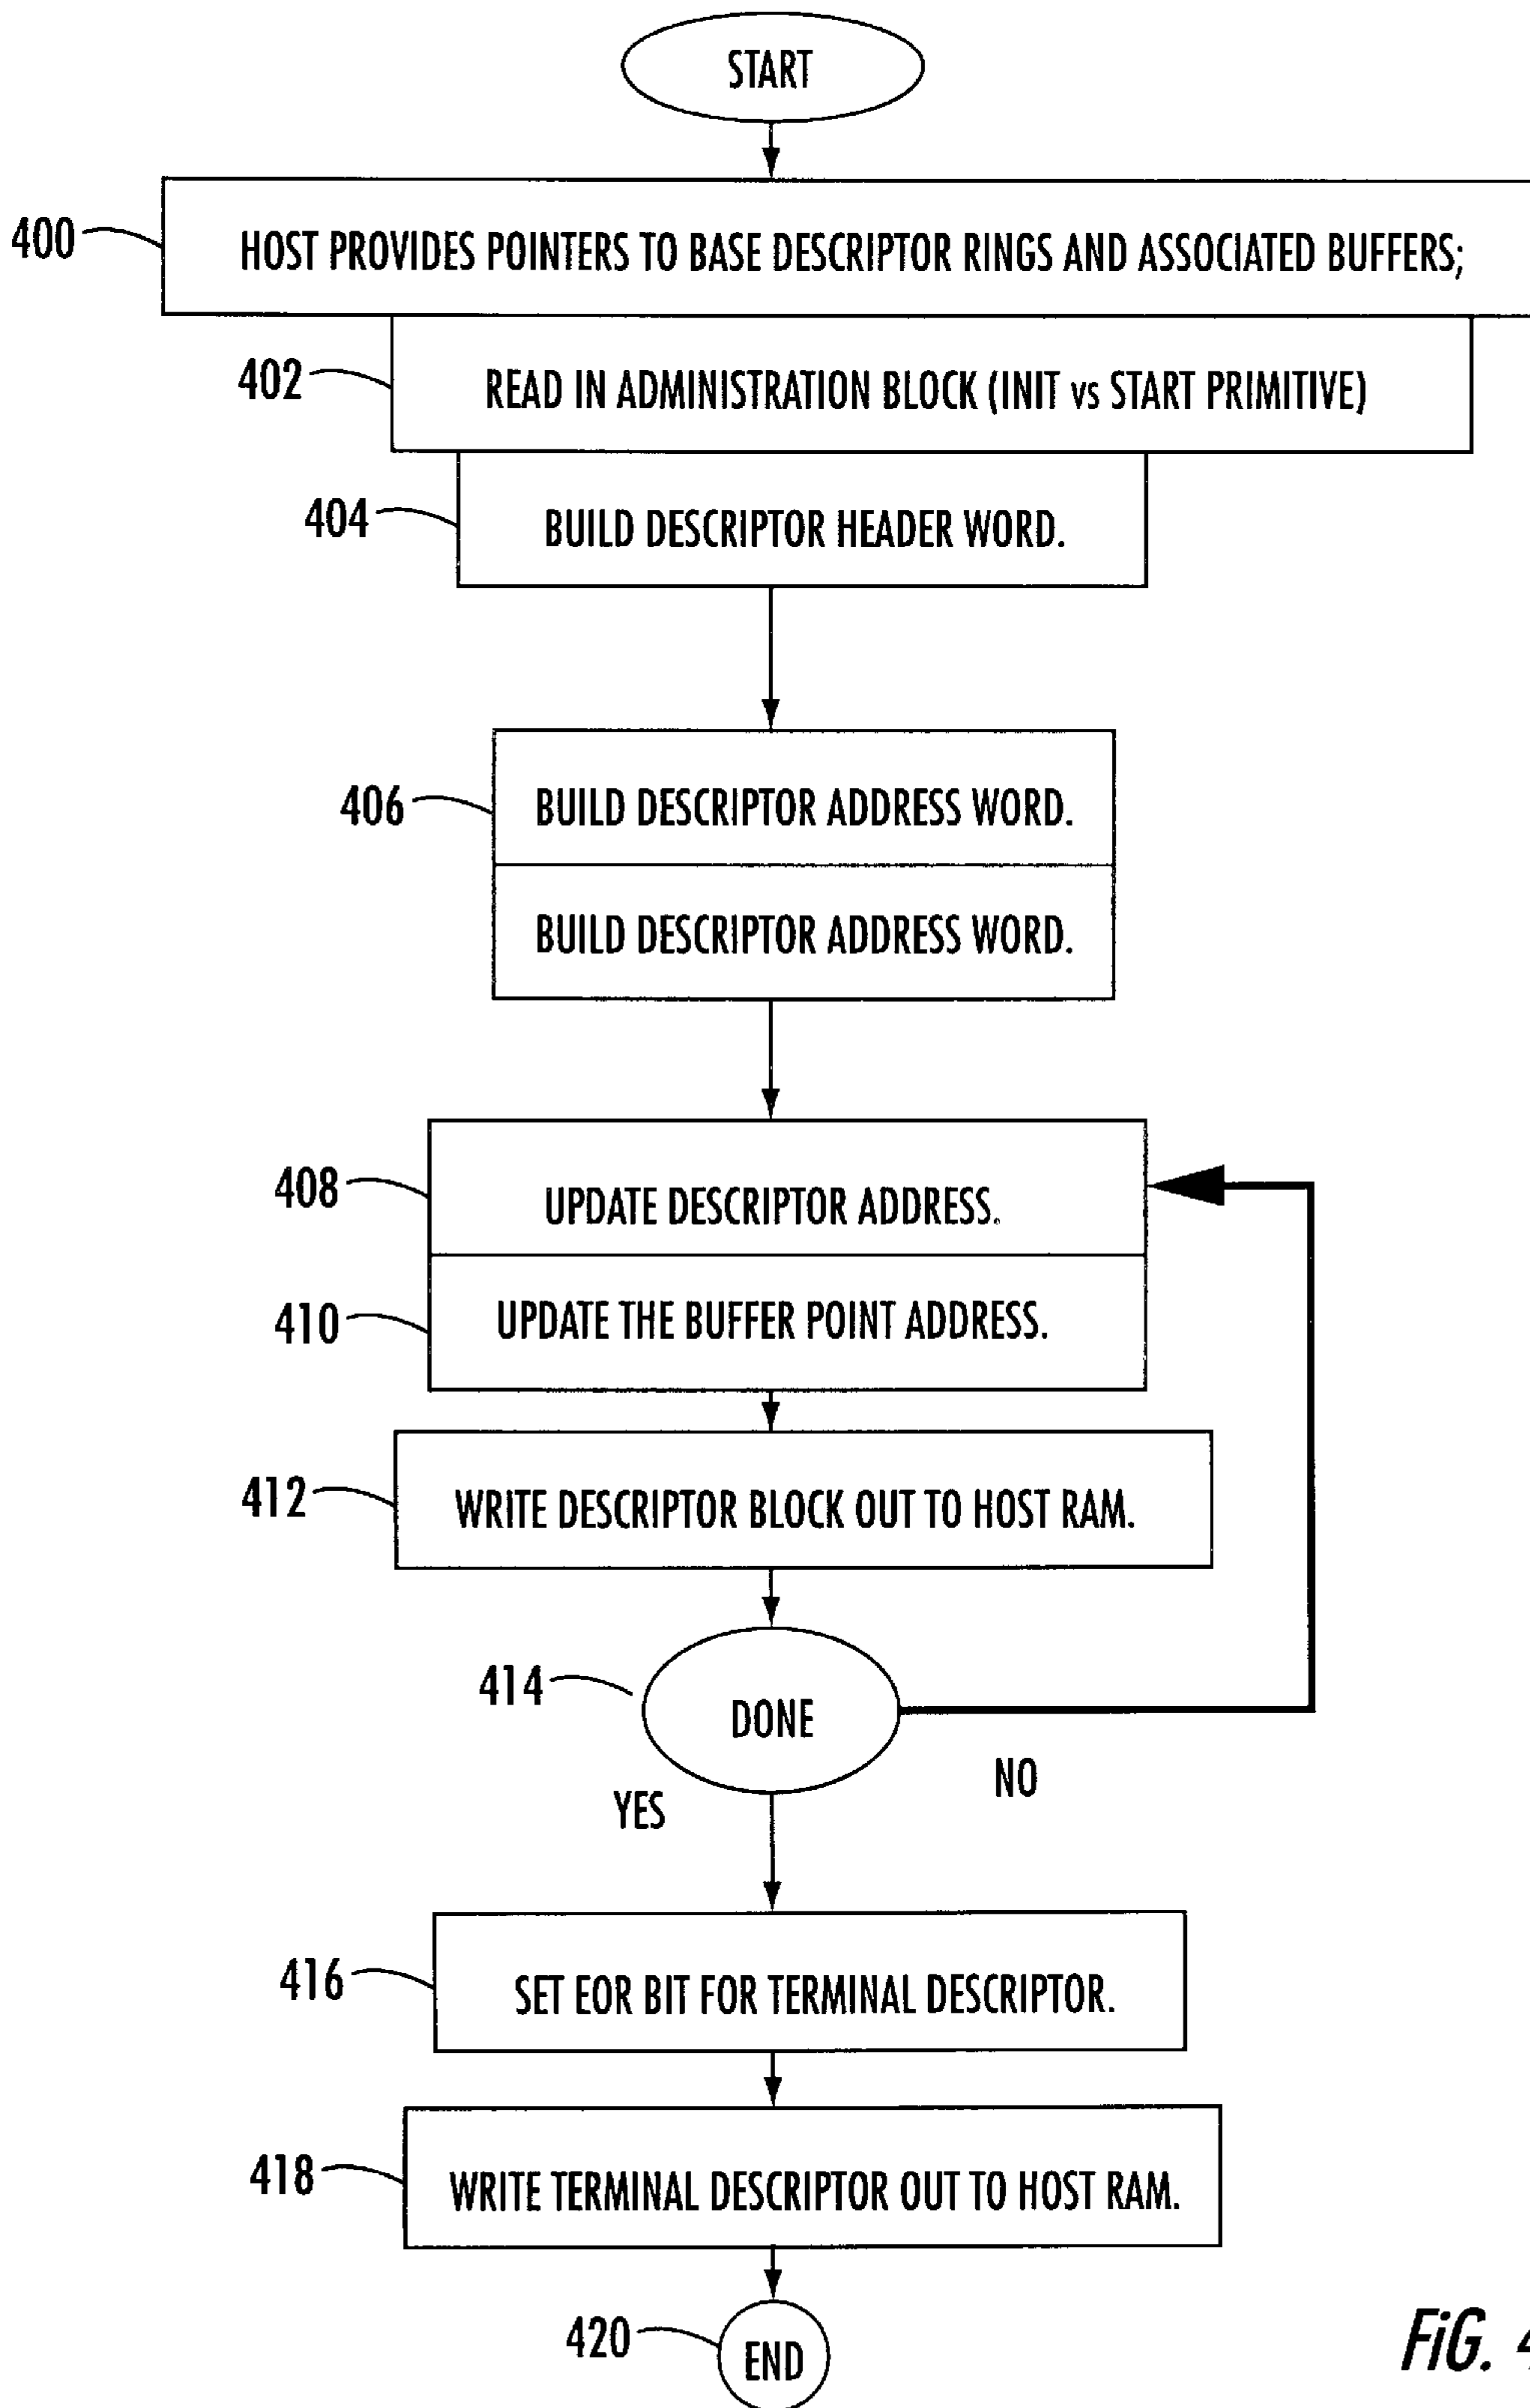 START
400 HOST PROVIDES POINTERS TO BASE DESCRIPTOR RINGS AND ASSOCIATED BUFFERS;
402 READ IN ADMINISTRATION BLOCK (INIT vs START PRIMITIVE)
404 BUILD DESCRIPTOR HEADER WORD.
406 BUILD DESCRIPTOR ADDRESS WORD.
BUILD DESCRIPTOR ADDRESS WORD.
408 UPDATE DESCRIPTOR ADDRESS.
410 UPDATE THE BUFFER POINT ADDRESS.
412 WRITE DESCRIPTOR BLOCK OUT TO HOST RAM.
414 DONE
NO
YES
416 SET EOR BIT FOR TERMINAL DESCRIPTOR.
418 WRITE TERMINAL DESCRIPTOR OUT TO HOST RAM.
420 END
FIG.